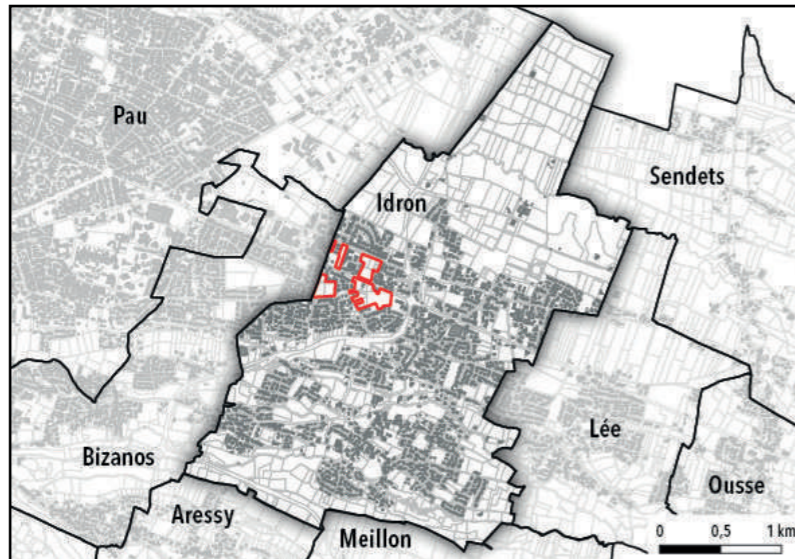 Pau
Sendets
Idron
Lée
Bizanos
Ousse
Aressy
Meillon
0 0,5 1 km